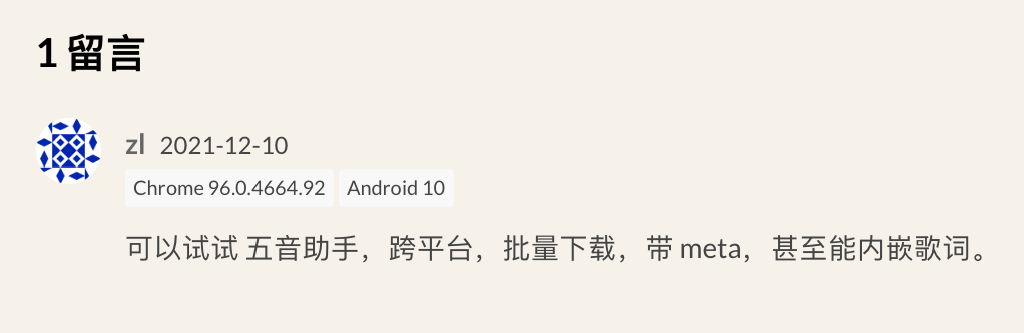 1 留言
zl 2021-12-10
Chrome 96.0.4664.92 Android 10
可以试试 五音助手，跨平台，批量下载，带 meta，甚至能内嵌歌词。